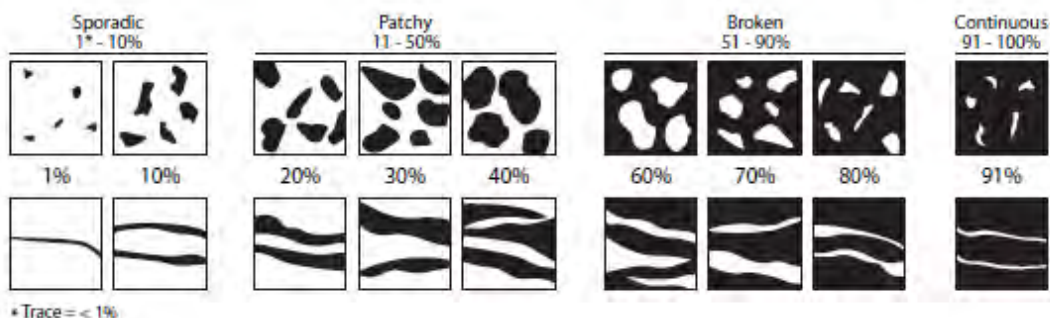 Sporadic
1* - 10%
Patchy
11 - 50%
Broken
51 - 90%
Continuous
91 - 100%
1%
10%
20%
30%
40%
60%
70%
80%
91%
* Trace = < 1%